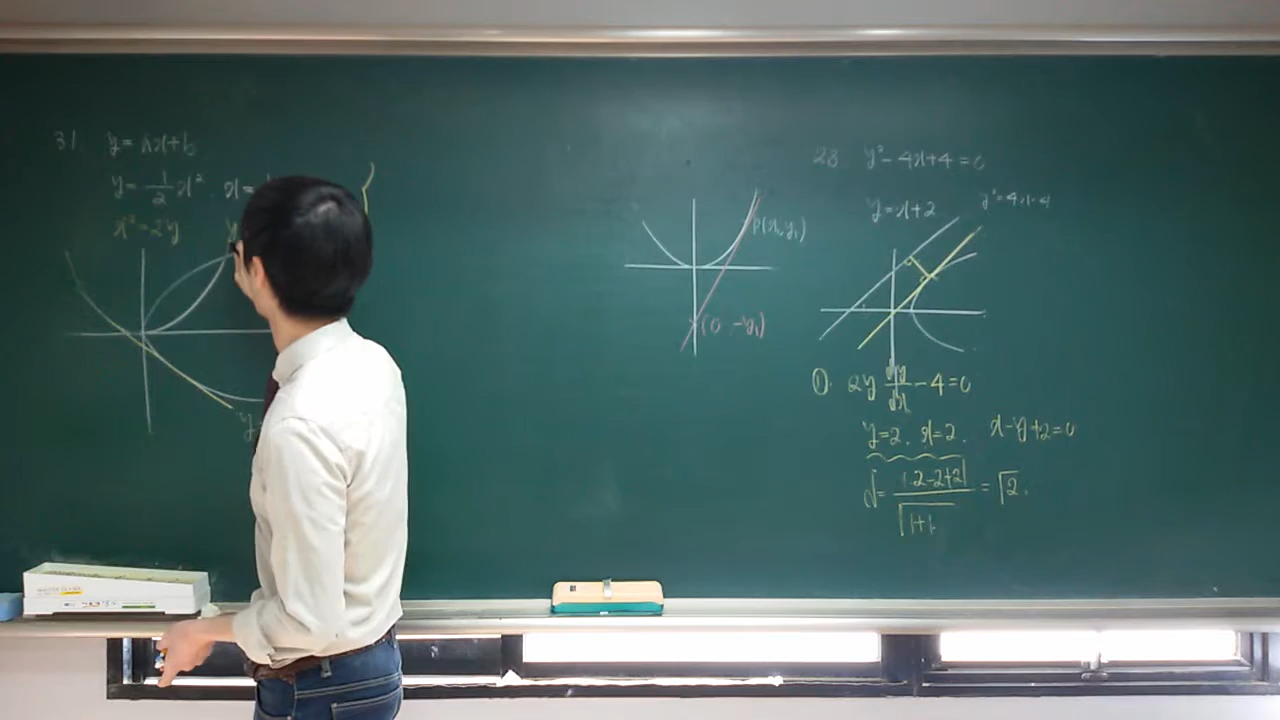 31 y=ax+b
y=1/2 x². x=
x²=2y
y
y=
P(x₁,y₁)
(0 -y₁)
28 y²-4x+4=0
y=x+2 y²=4x-4
①. 2y dy/dx -4=0
y=2. x=2. x-y+2=0
d= |2-2+2|/√1+1 = √2.